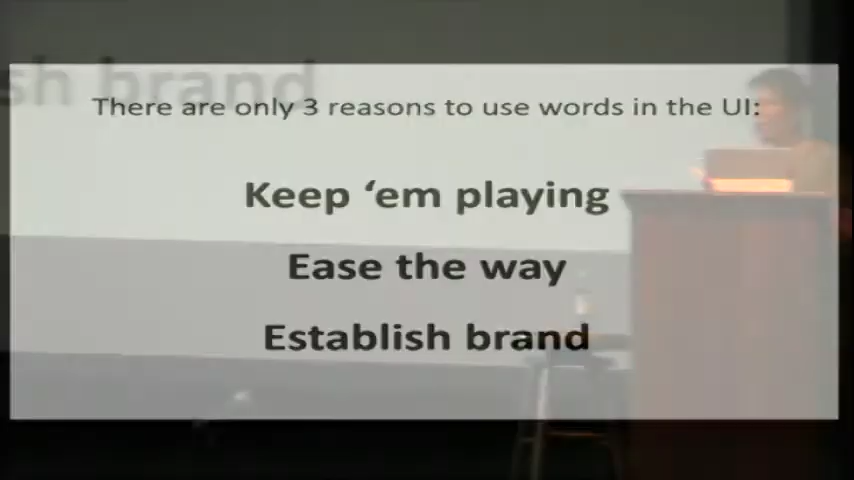 sh brand
There are only 3 reasons to use words in the UI:
Keep ‘em playing
Ease the way
Establish brand